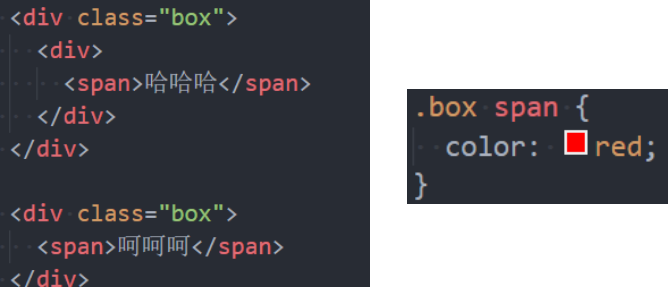 <div class="box">
  <div>
    <span>哈哈哈</span>
  </div>
</div>

<div class="box">
  <span>呵呵呵</span>
</div>
.box span {
  color: red;
}